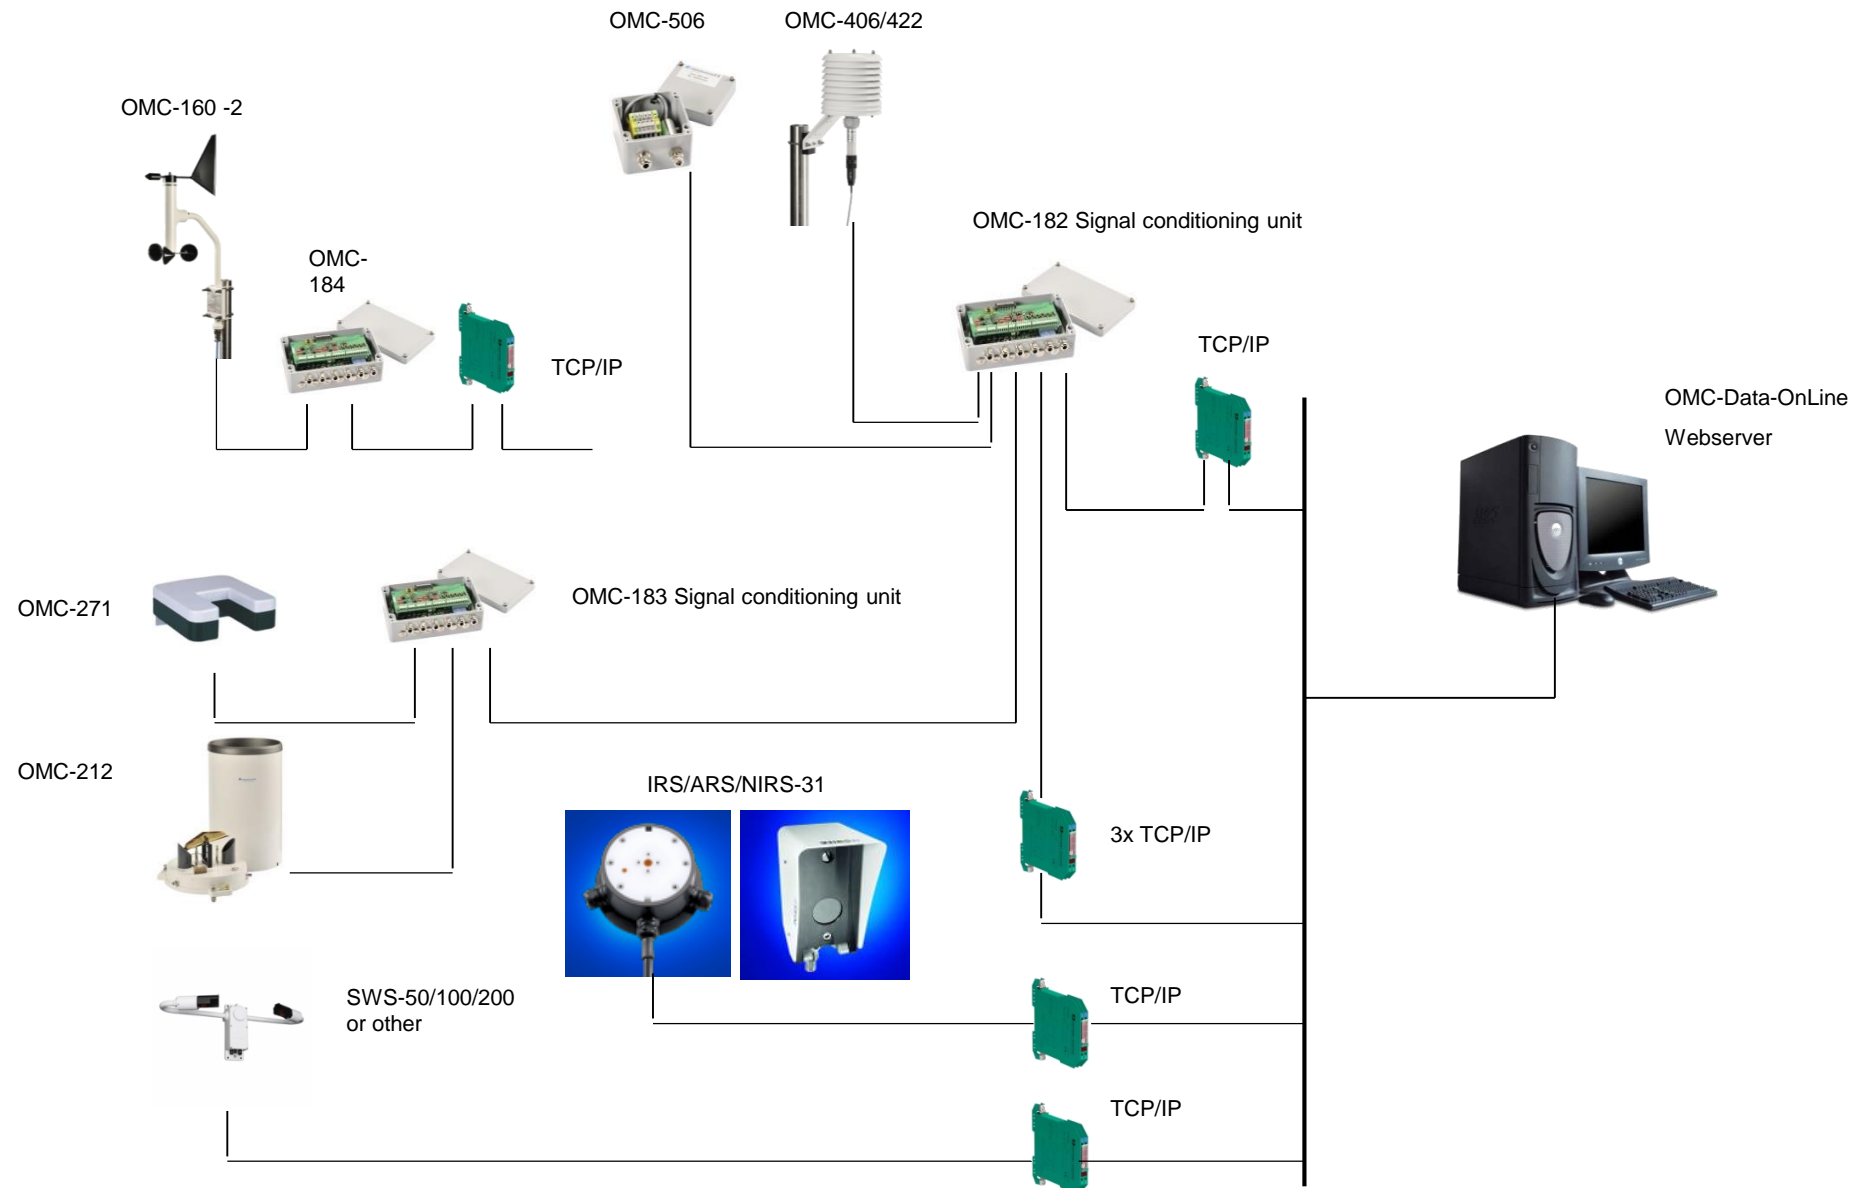 OMC-506
OMC-406/422
OMC-160 -2
OMC-182 Signal conditioning unit
OMC-
184
TCP/IP
TCP/IP
OMC-Data-OnLine
Webserver
OMC-271
OMC-183 Signal conditioning unit
OMC-212
IRS/ARS/NIRS-31
3x TCP/IP
SWS-50/100/200
or other
TCP/IP
TCP/IP